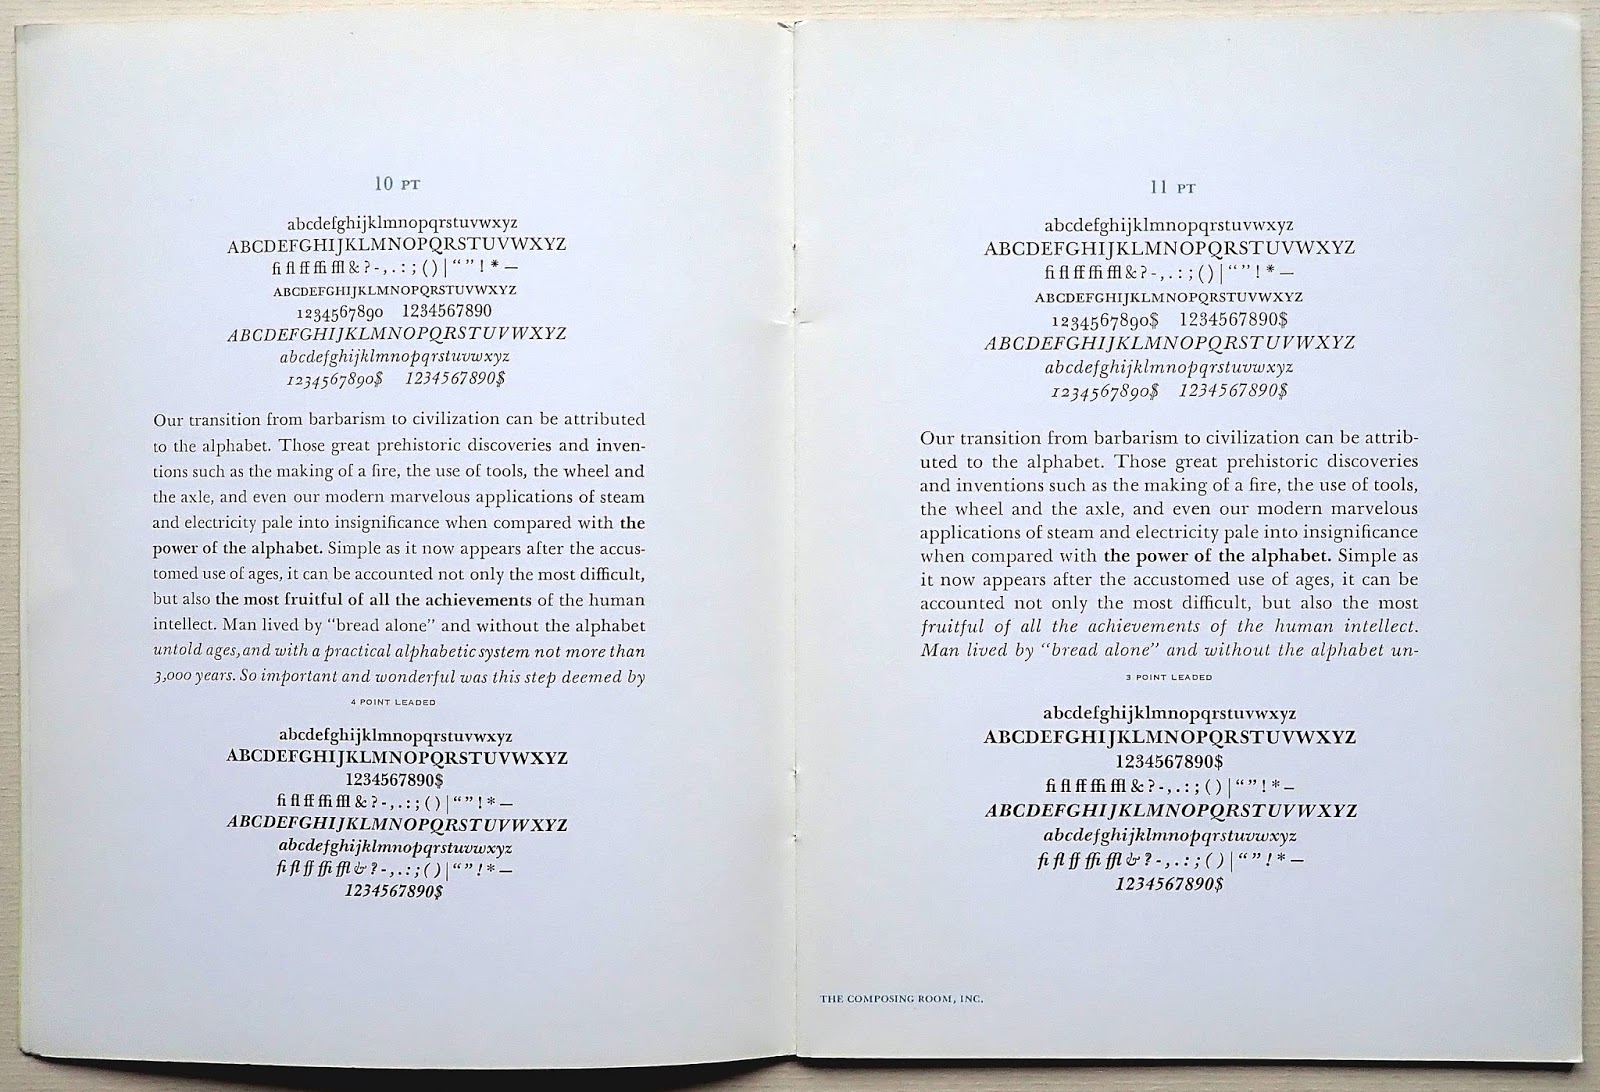 10 PT
abcdefghijklmnopqrstuvwxyz
ABCDEFGHIJKLMNOPQRSTUVWXYZ
fi fl ff ffi ffl & ? - , . : ; ( ) | “ ” ! * —
ABCDEFGHIJKLMNOPQRSTUVWXYZ
1234567890 1234567890
ABCDEFGHIJKLMNOPQRSTUVWXYZ
abcdefghijklmnopqrstuvwxyz
1234567890$ 1234567890$
Our transition from barbarism to civilization can be attributed
to the alphabet. Those great prehistoric discoveries and inven-
tions such as the making of a fire, the use of tools, the wheel and
the axle, and even our modern marvelous applications of steam
and electricity pale into insignificance when compared with the
power of the alphabet. Simple as it now appears after the accus-
tomed use of ages, it can be accounted not only the most difficult,
but also the most fruitful of all the achievements of the human
intellect. Man lived by “bread alone” and without the alphabet
untold ages, and with a practical alphabetic system not more than
3,000 years. So important and wonderful was this step deemed by
4 POINT LEADED
abcdefghijklmnopqrstuvwxyz
ABCDEFGHIJKLMNOPQRSTUVWXYZ
1234567890$
fi fl ff ffi ffl & ? - , . : ; ( ) | “ ” ! * —
ABCDEFGHIJKLMNOPQRSTUVWXYZ
abcdefghijklmnopqrstuvwxyz
fi fl ff ffi ffl & ? - , . : ; ( ) | “ ” ! * —
1234567890$
11 PT
abcdefghijklmnopqrstuvwxyz
ABCDEFGHIJKLMNOPQRSTUVWXYZ
fi fl ff ffi ffl & ? - , . : ; ( ) | “ ” ! * —
ABCDEFGHIJKLMNOPQRSTUVWXYZ
1234567890$ 1234567890$
ABCDEFGHIJKLMNOPQRSTUVWXYZ
abcdefghijklmnopqrstuvwxyz
1234567890$ 1234567890$
Our transition from barbarism to civilization can be attrib-
uted to the alphabet. Those great prehistoric discoveries
and inventions such as the making of a fire, the use of tools,
the wheel and the axle, and even our modern marvelous
applications of steam and electricity pale into insignificance
when compared with the power of the alphabet. Simple as
it now appears after the accustomed use of ages, it can be
accounted not only the most difficult, but also the most
fruitful of all the achievements of the human intellect.
Man lived by “bread alone” and without the alphabet un-
3 POINT LEADED
abcdefghijklmnopqrstuvwxyz
ABCDEFGHIJKLMNOPQRSTUVWXYZ
1234567890$
fi fl ff ffi ffl & ? - , . : ; ( ) | “ ” ! * —
ABCDEFGHIJKLMNOPQRSTUVWXYZ
abcdefghijklmnopqrstuvwxyz
fi fl ff ffi ffl & ? - , . : ; ( ) | “ ” ! * —
1234567890$
THE COMPOSING ROOM, INC.